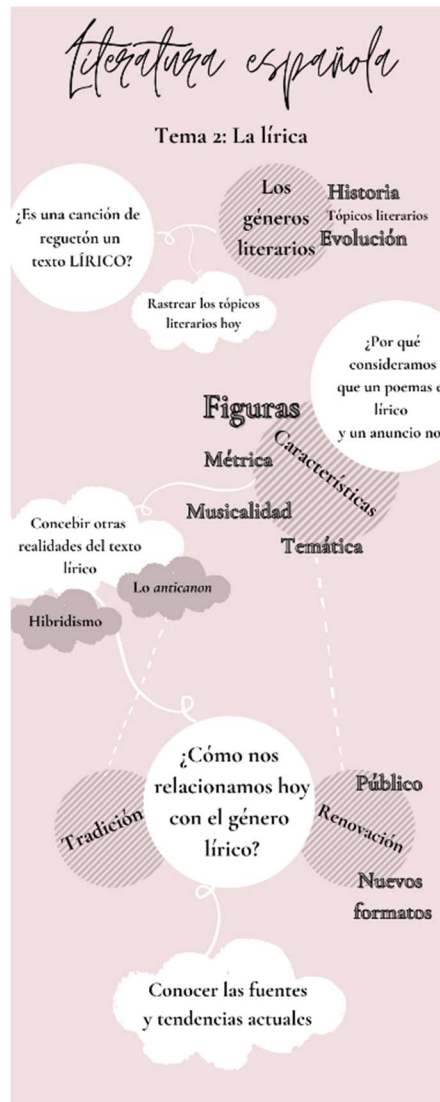 Literatura española
Tema 2: La lírica
¿Es una canción de
reguetón un
texto LÍRICO?
Los
géneros
literarios
Historia
Tópicos literarios
Evolución
Rastrear los tópicos
literarios hoy
¿Por qué
consideramos
que un poemas e
lírico
y un anuncio no
Figuras
Métrica
Musicalidad
Temática
Características
Concebir otras
realidades del texto
lírico
Lo anticanon
Hibridismo
¿Cómo nos
relacionamos hoy
con el género
lírico?
Tradición
Público
Renovación
Nuevos
formatos
Conocer las fuentes
y tendencias actuales